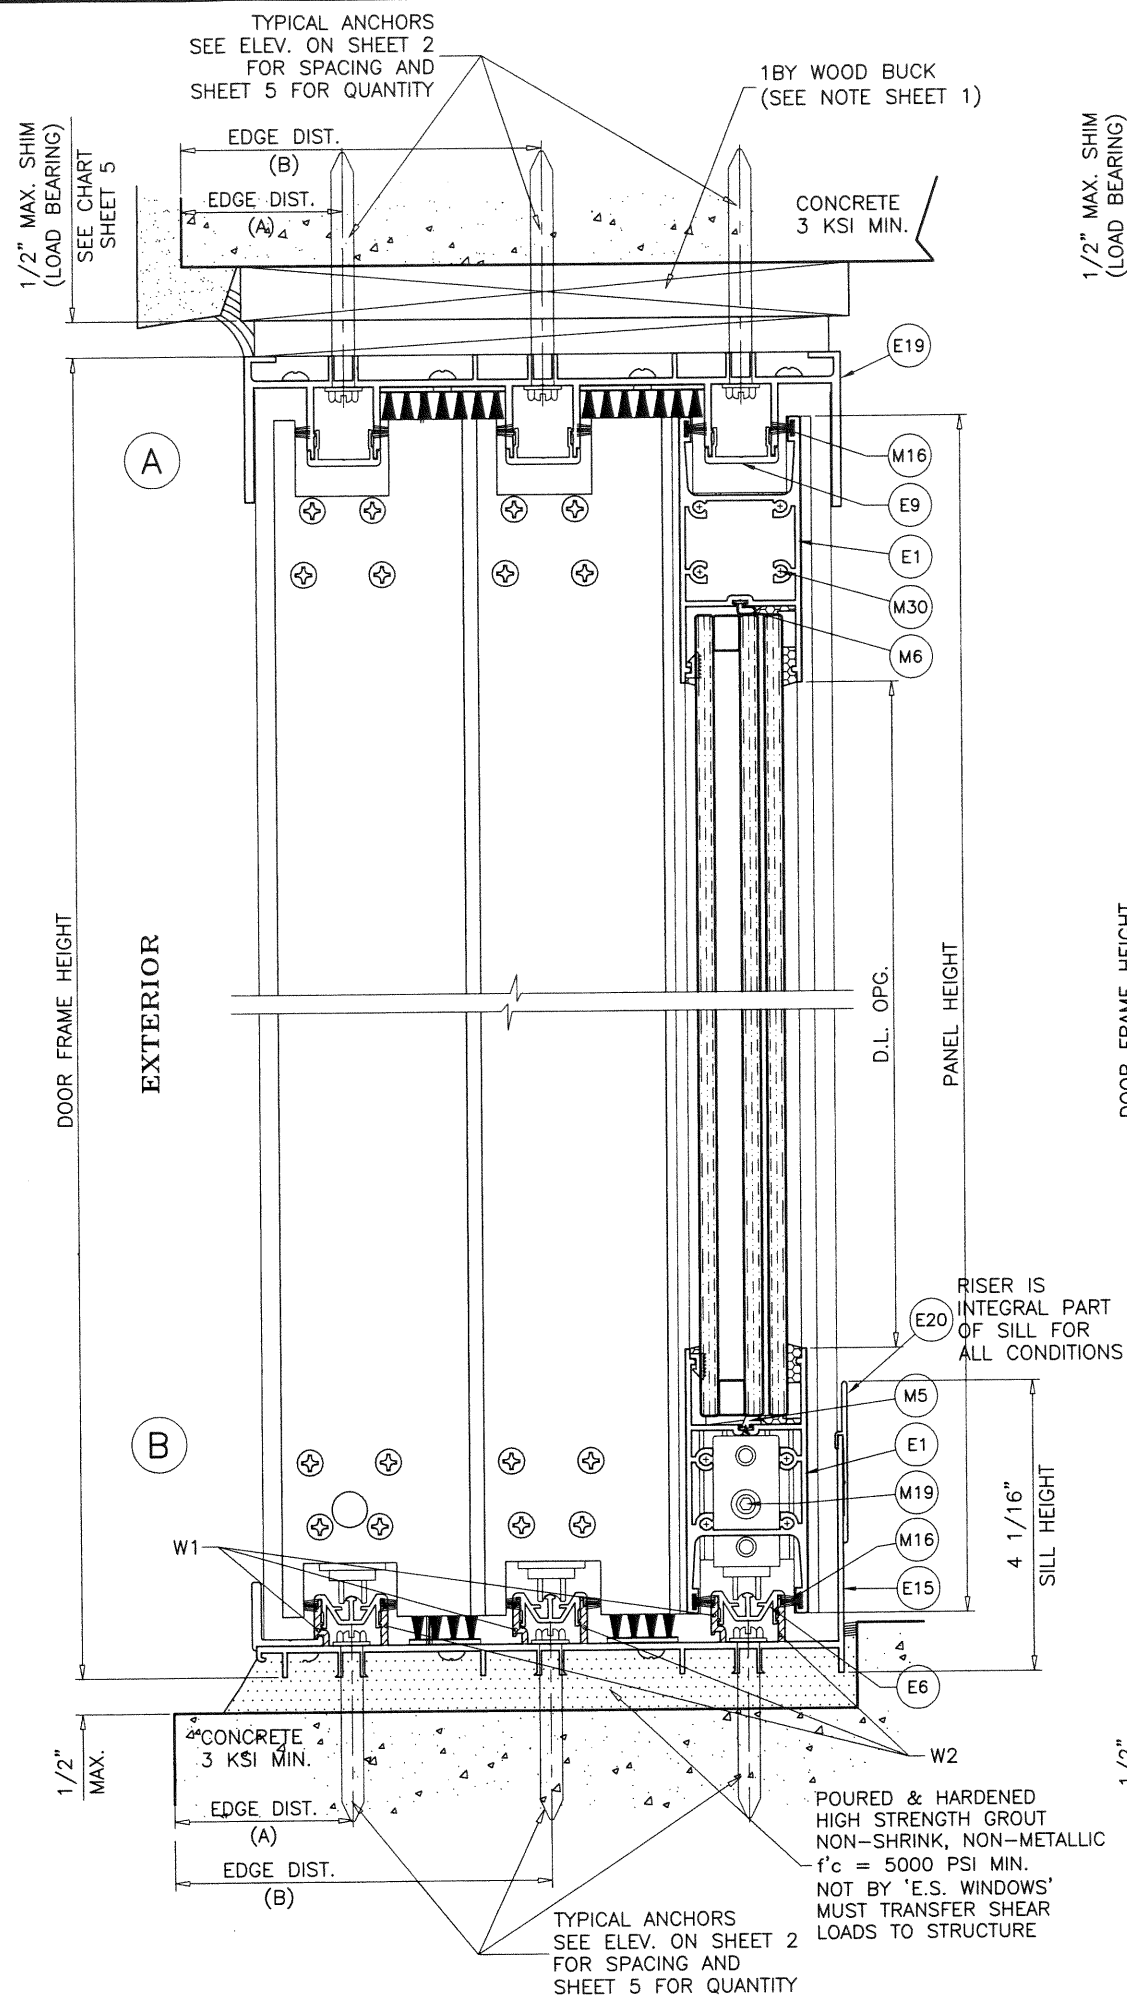 TYPICAL ANCHORS
SEE ELEV. ON SHEET 2
FOR SPACING AND
SHEET 5 FOR QUANTITY
1BY WOOD BUCK
(SEE NOTE SHEET 1)
1/2" MAX. SHIM
(LOAD BEARING)
SEE CHART
SHEET 5
EDGE DIST.
(B)
EDGE DIST.
(A)
CONCRETE
3 KSI MIN.
1/2" MAX. SHIM
(LOAD BEARING)
E19
A
M16
E9
E1
M30
M6
DOOR FRAME HEIGHT
EXTERIOR
D.L. OPG.
PANEL HEIGHT
DOOR FRAME HEIGHT
RISER IS
INTEGRAL PART
OF SILL FOR
ALL CONDITIONS
E20
B
M5
E1
M19
M16
E15
4 1/16"
SILL HEIGHT
W1
E6
W2
1/2"
MAX.
CONCRETE
3 KSI MIN.
EDGE DIST.
(A)
EDGE DIST.
(B)
1/2"
POURED & HARDENED
HIGH STRENGTH GROUT
NON-SHRINK, NON-METALLIC
f'c = 5000 PSI MIN.
NOT BY 'E.S. WINDOWS'
MUST TRANSFER SHEAR
LOADS TO STRUCTURE
TYPICAL ANCHORS
SEE ELEV. ON SHEET 2
FOR SPACING AND
SHEET 5 FOR QUANTITY